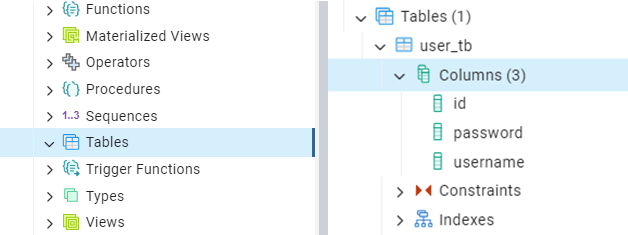 Functions
Materialized Views
Operators
Procedures
1..3 Sequences
Tables
Trigger Functions
Types
Views
Tables (1)
user_tb
Columns (3)
id
password
username
Constraints
Indexes